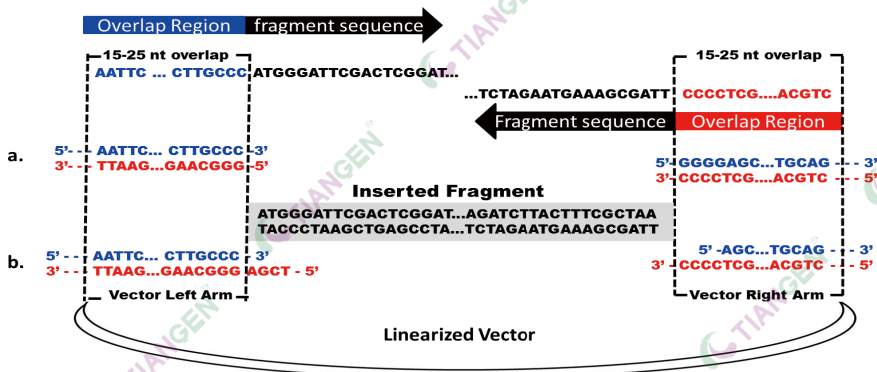 Overlap Region fragment sequence
15-25 nt overlap
15-25 nt overlap
AATTC ... CTTGCCC ATGGGATTCGACTCGGAT...
...TCTAGAATGAAAGCGATT CCCCTCG....ACGTC
Fragment sequence Overlap Region
a.
5'- - - AATTC... CTTGCCC -3'
3'- - - TTAAG...GAACGGG -5'
5'- GGGGAGC...TGCAG - - - 3'
3'- CCCCTCG....ACGTC - - - 5'
Inserted Fragment
ATGGGATTCGACTCGGAT...AGATCTTACTTTCGCTAA
TACCCTAAGCTGAGCCTA...TCTAGAATGAAAGCGATT
b.
5' - - AATTC... CTTGCCC - 3'
3' - - TTAAG...GAACGGG AGCT - 5'
5' -AGC...TGCAG - - 3'
3' - CCCCTCG...ACGTC - - 5'
Vector Left Arm
Vector Right Arm
Linearized Vector
TIANGEN
TIANGEN
TIANGEN
TIANGEN
TIANGEN